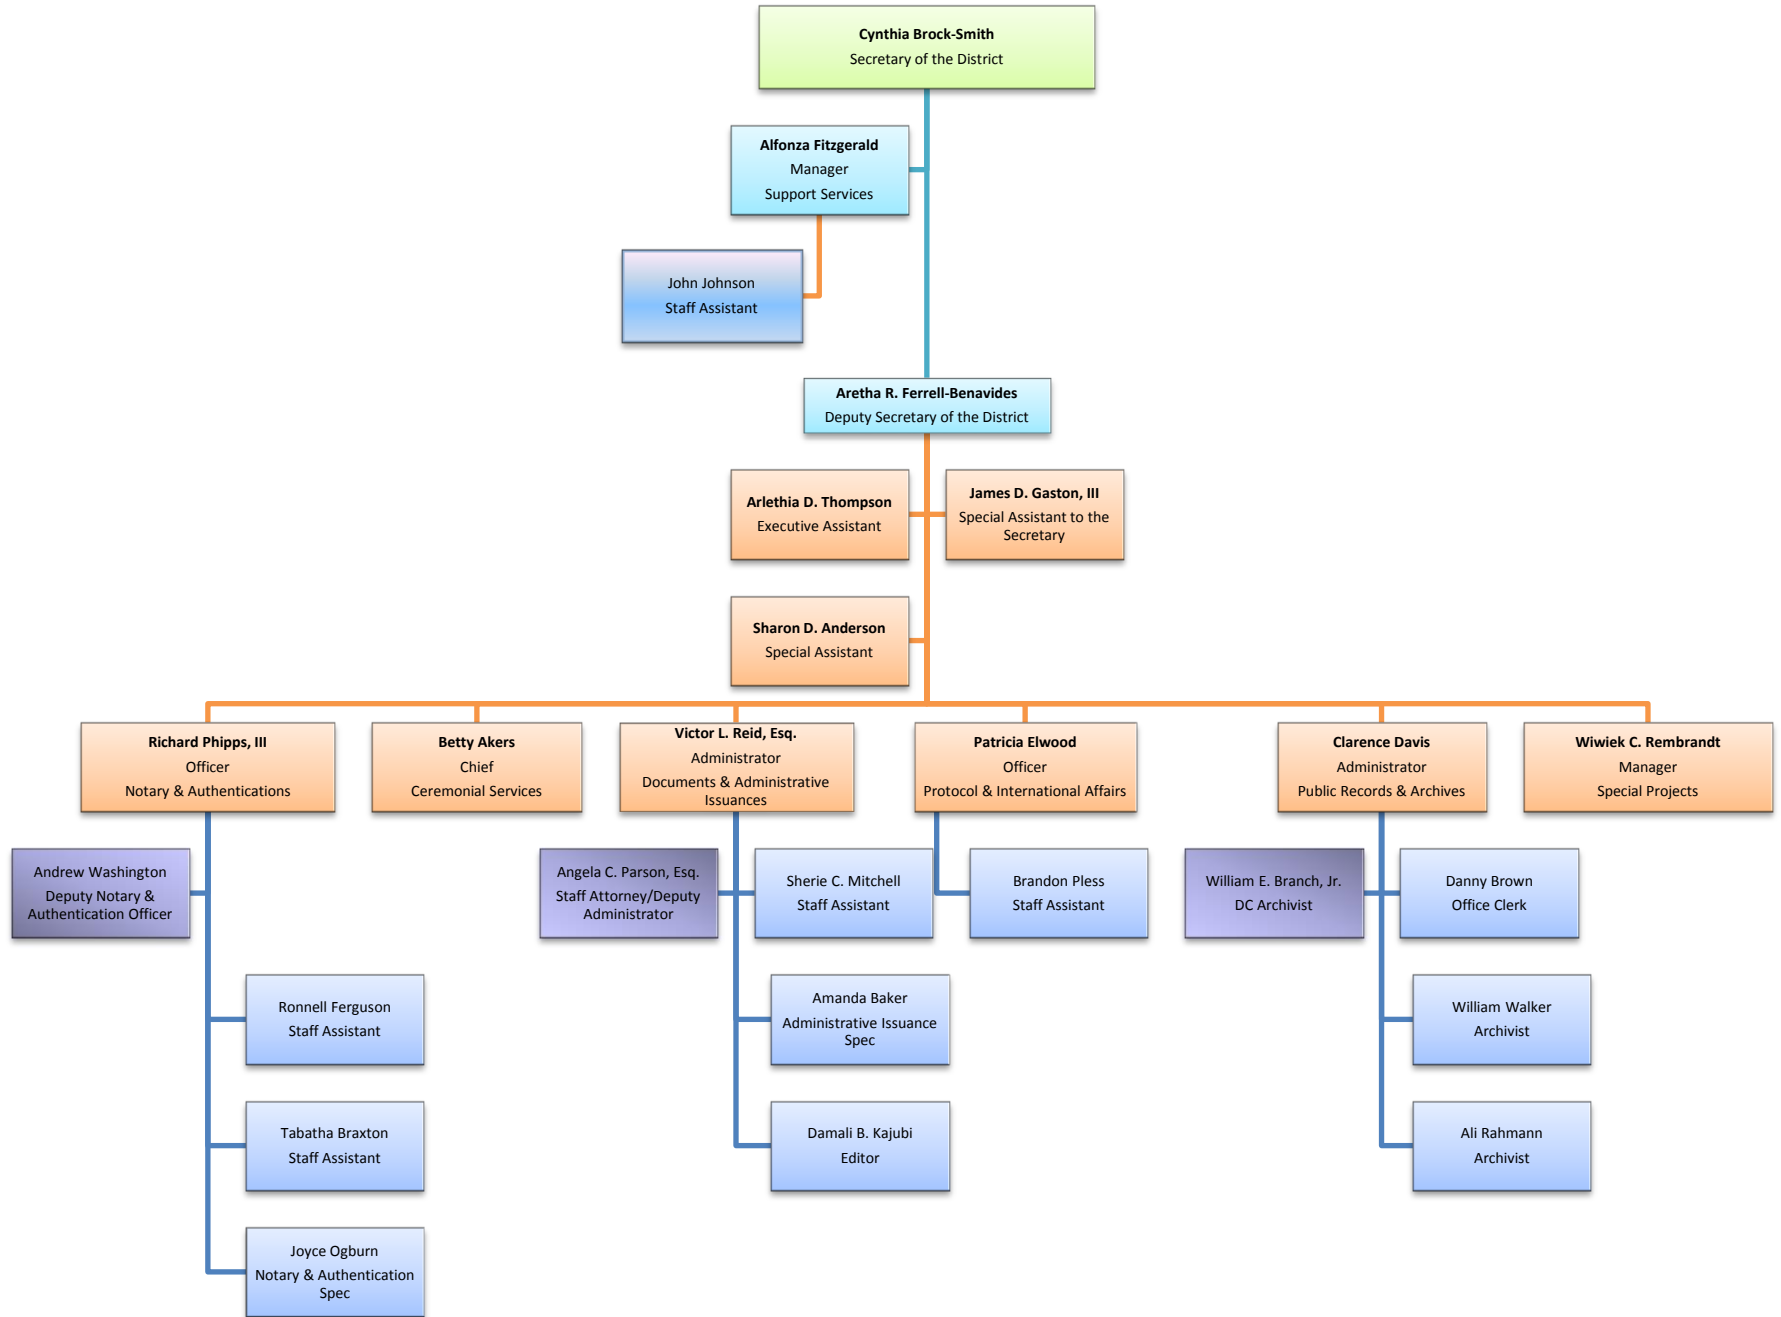 Cynthia Brock-Smith
Secretary of the District
Alfonza Fitzgerald
Manager
Support Services
John Johnson
Staff Assistant
Aretha R. Ferrell-Benavides
Deputy Secretary of the District
Arlethia D. Thompson
Executive Assistant
James D. Gaston, III
Special Assistant to the
Secretary
Sharon D. Anderson
Special Assistant
Richard Phipps, III
Officer
Notary & Authentications
Betty Akers
Chief
Ceremonial Services
Victor L. Reid, Esq.
Administrator
Documents & Administrative
Issuances
Patricia Elwood
Officer
Protocol & International Affairs
Clarence Davis
Administrator
Public Records & Archives
Wiwiek C. Rembrandt
Manager
Special Projects
Andrew Washington
Deputy Notary &
Authentication Officer
Angela C. Parson, Esq.
Staff Attorney/Deputy
Administrator
Sherie C. Mitchell
Staff Assistant
Brandon Pless
Staff Assistant
William E. Branch, Jr.
DC Archivist
Danny Brown
Office Clerk
Ronnell Ferguson
Staff Assistant
Amanda Baker
Administrative Issuance
Spec
William Walker
Archivist
Tabatha Braxton
Staff Assistant
Damali B. Kajubi
Editor
Ali Rahmann
Archivist
Joyce Ogburn
Notary & Authentication
Spec